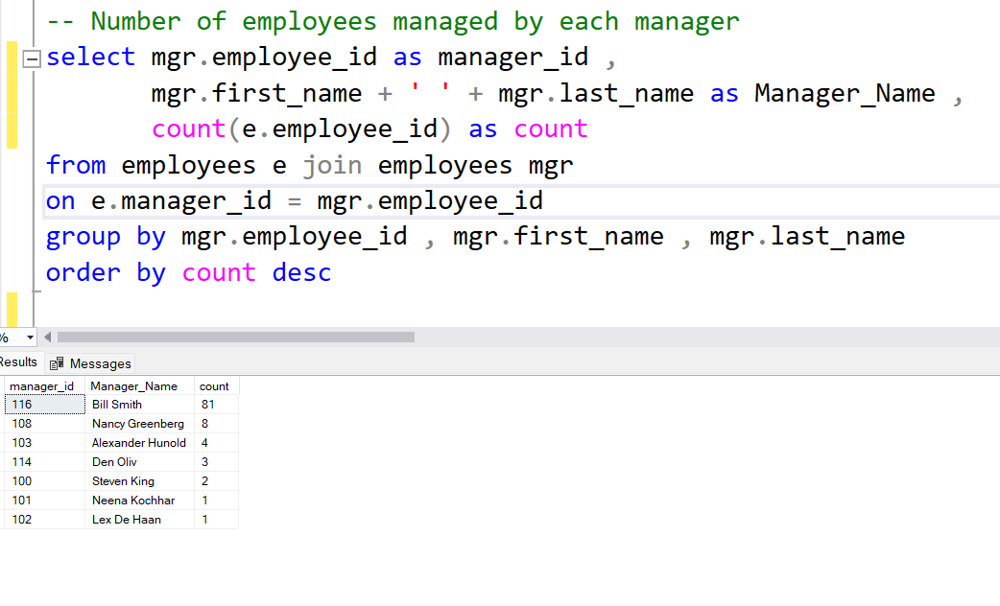 -- Number of employees managed by each manager
select mgr.employee_id as manager_id ,
mgr.first_name + ' ' + mgr.last_name as Manager_Name ,
count(e.employee_id) as count
from employees e join employees mgr
on e.manager_id = mgr.employee_id
group by mgr.employee_id , mgr.first_name , mgr.last_name
order by count desc
%
Results Messages
manager_id Manager_Name count
116 Bill Smith 81
108 Nancy Greenberg 8
103 Alexander Hunold 4
114 Den Oliv 3
100 Steven King 2
101 Neena Kochhar 1
102 Lex De Haan 1